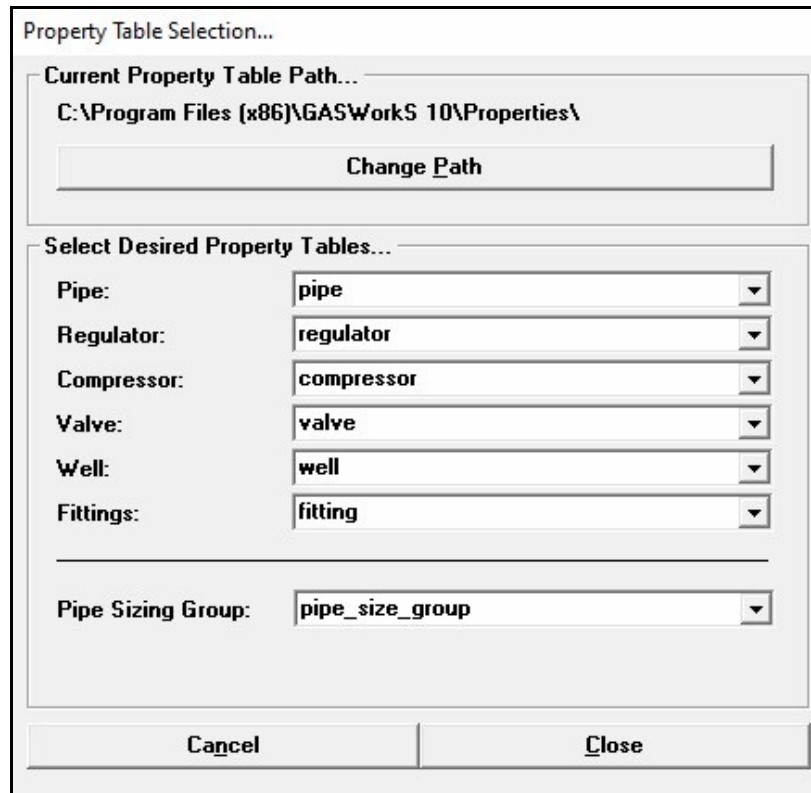 Property Table Selection...
Current Property Table Path...
C:\Program Files (x86)\GASWorkS 10\Properties\
Change Path
Select Desired Property Tables...
Pipe: pipe
Regulator: regulator
Compressor: compressor
Valve: valve
Well: well
Fittings: fitting
Pipe Sizing Group: pipe_size_group
Cancel Close